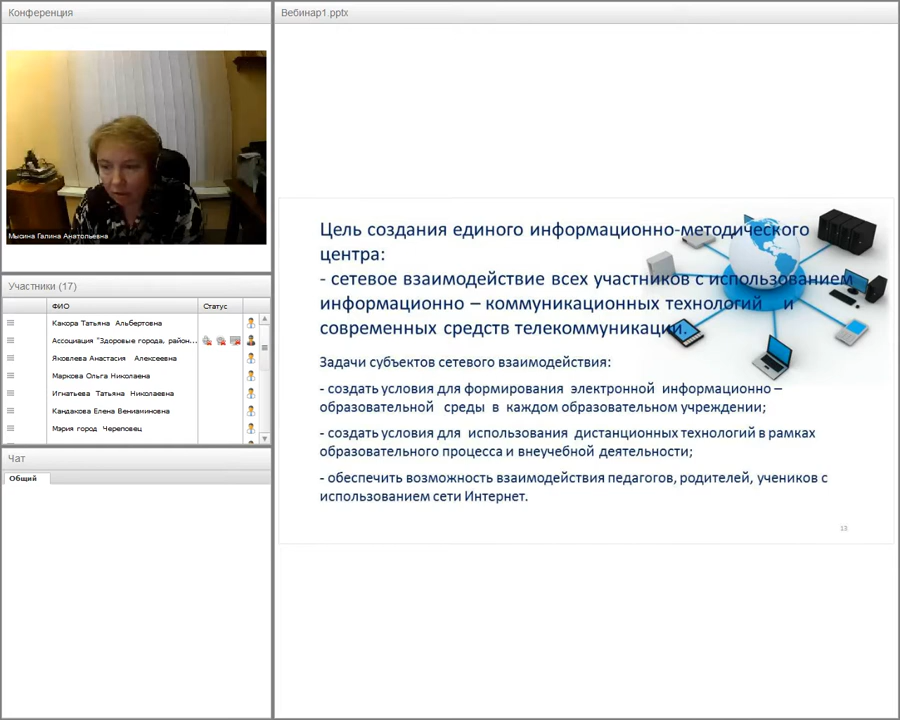 Конференция
Мысина Галина Анатольевна
Участники (17)
ФИО Статус
Какора Татьяна Альбертовна
Ассоциация "Здоровые города, район...
Яковлева Анастасия Алексеевна
Маркова Ольга Николаевна
Игнатьева Татьяна Николаевна
Кандакова Елена Вениаминовна
Мэрия город Череповец
Чат
Общий
Вебинар1.pptx
Цель создания единого информационно-методического
центра:
- сетевое взаимодействие всех участников с использованием
информационно – коммуникационных технологий и
современных средств телекоммуникации.
Задачи субъектов сетевого взаимодействия:
- создать условия для формирования электронной информационно –
образовательной среды в каждом образовательном учреждении;
- создать условия для использования дистанционных технологий в рамках
образовательного процесса и внеучебной деятельности;
- обеспечить возможность взаимодействия педагогов, родителей, учеников с
использованием сети Интернет.
13